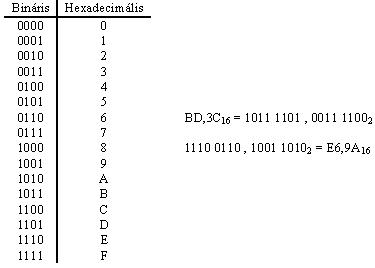 Bináris Hexadecimális
0000 0
0001 1
0010 2
0011 3
0100 4
0101 5
0110 6 BD,3C₁₆ = 1011 1101 , 0011 1100₂
0111 7
1000 8 1110 0110 , 1001 1010₂ = E6,9A₁₆
1001 9
1010 A
1011 B
1100 C
1101 D
1110 E
1111 F